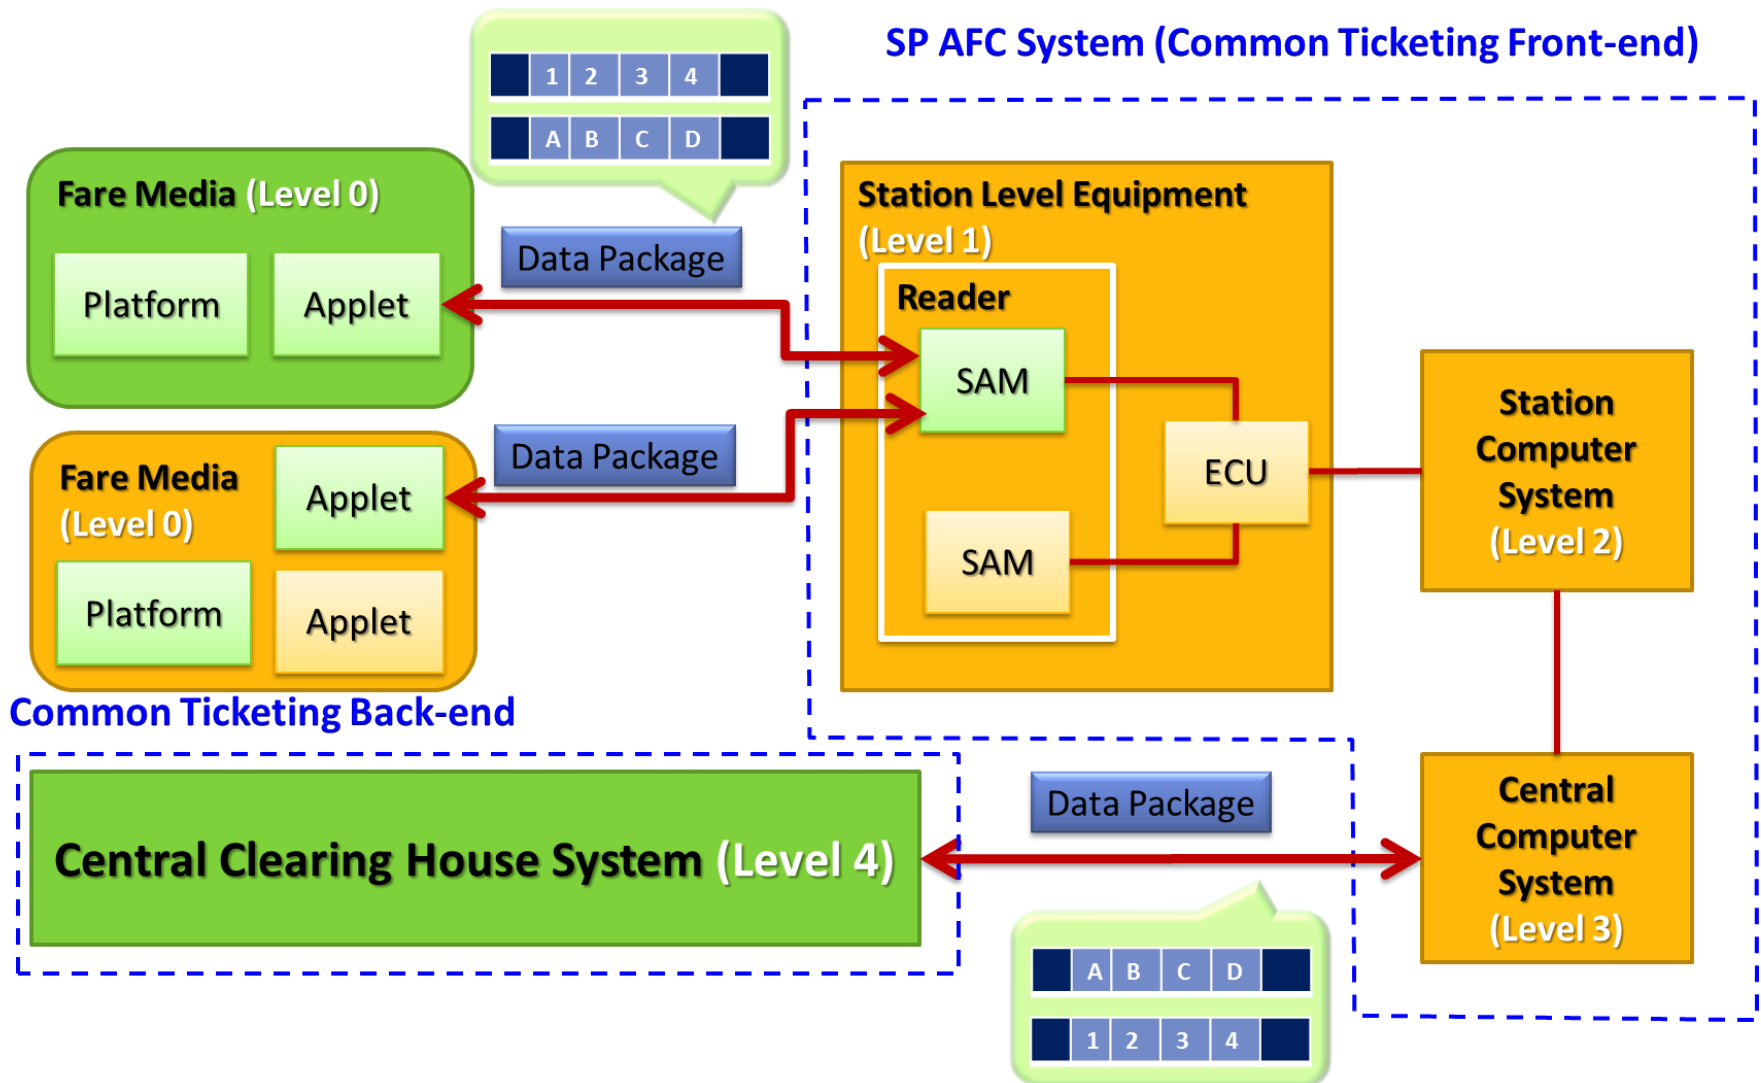 SP AFC System (Common Ticketing Front-end)
1 2 3 4
A B C D
Fare Media (Level 0)
Platform
Applet
Data Package
Station Level Equipment
(Level 1)
Reader
SAM
SAM
ECU
Station
Computer
System
(Level 2)
Data Package
Fare Media
(Level 0)
Applet
Platform
Applet
Common Ticketing Back-end
Central Clearing House System (Level 4)
Data Package
Central
Computer
System
(Level 3)
A B C D
1 2 3 4